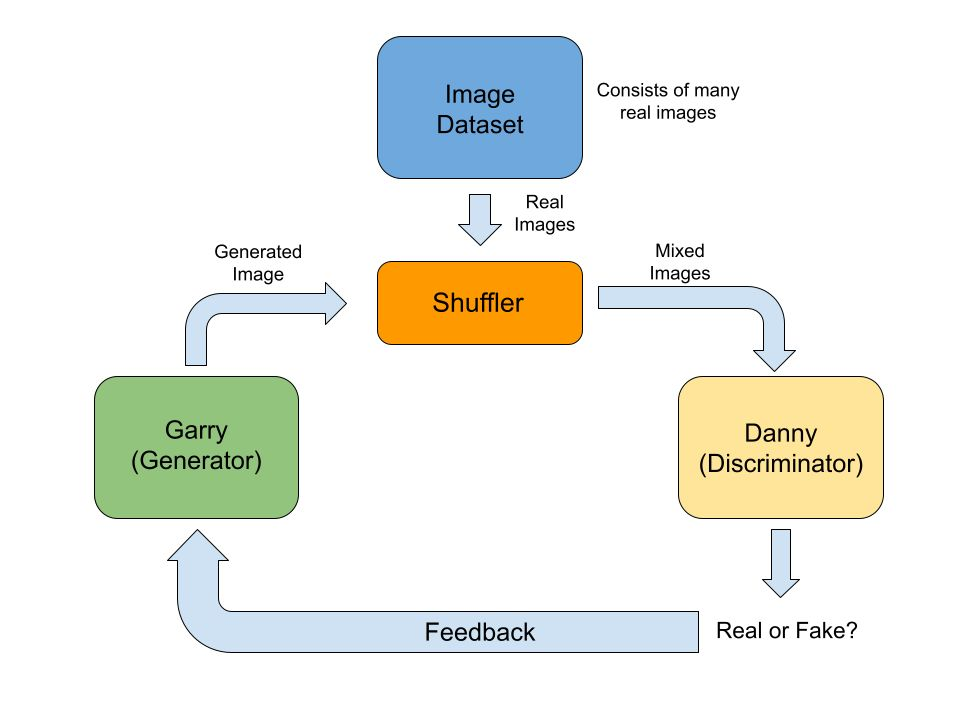 Image
Dataset
Consists of many
real images
Real
Images
Generated
Image
Shuffler
Mixed
Images
Garry
(Generator)
Danny
(Discriminator)
Feedback
Real or Fake?